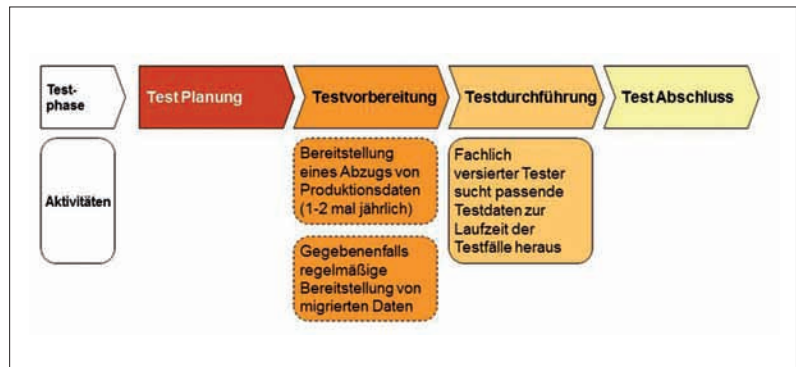 Test-
phase
Test Planung
Testvorbereitung
Testdurchführung
Test Abschluss
Aktivitäten
Bereitstellung
eines Abzugs von
Produktionsdaten
(1-2 mal jährlich)
Gegebenenfalls
regelmäßige
Bereitstellung von
migrierten Daten
Fachlich
versierter Tester
sucht passende
Testdaten zur
Laufzeit der
Testfälle heraus